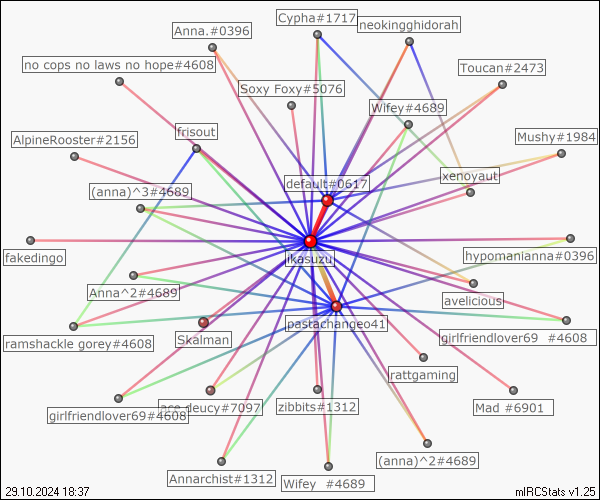 Cypha#1717
neokingghidorah
Anna.#0396
no cops no laws no hope#4608
Toucan#2473
Soxy Foxy#5076
Wifey#4689
AlpineRooster#2156
frisout
Mushy#1984
(anna)^3#4689
default#0617
xenoyaut
fakedingo
ikasuzu
hypomanianna#0396
Anna^2#4689
avelicious
pastachangeo41
ramshackle gorey#4608
Skalman
girlfriendlover69 #4608
rattgaming
girlfriendlover69#4608
ace deucy#7097
zibbits#1312
Mad #6901
Annarchist#1312
Wifey #4689
(anna)^2#4689
29.10.2024 18:37
mIRCStats v1.25